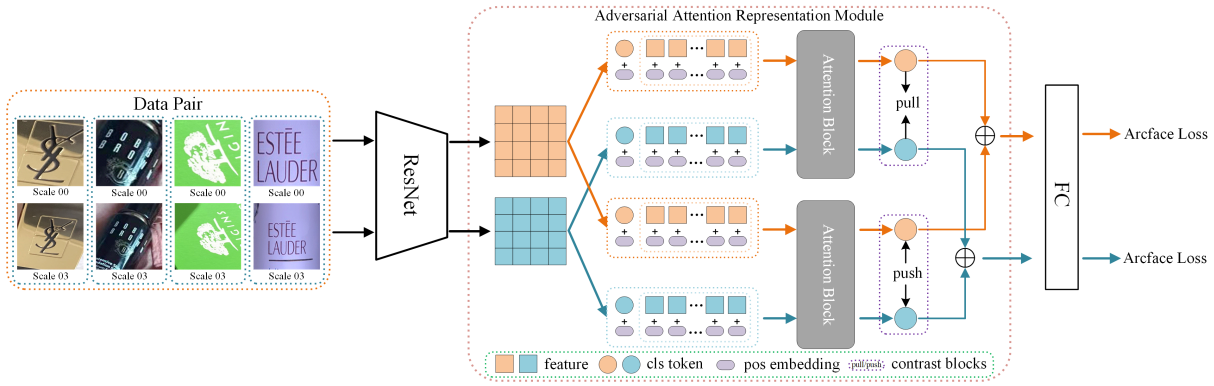 Adversarial Attention Representation Module
Data Pair
ESTĒE
LAUDER
Scale 00
Scale 00
Scale 00
Scale 00
ESTĒE
LAUDER
Scale 03
Scale 03
Scale 03
Scale 03
ResNet
+ + + ... + +
Attention Block
pull
+ + + ... + +
+ + + ... + +
Attention Block
push
+ + + ... + +
FC
Arcface Loss
Arcface Loss
feature
cls token
pos embedding
pull/push
contrast blocks